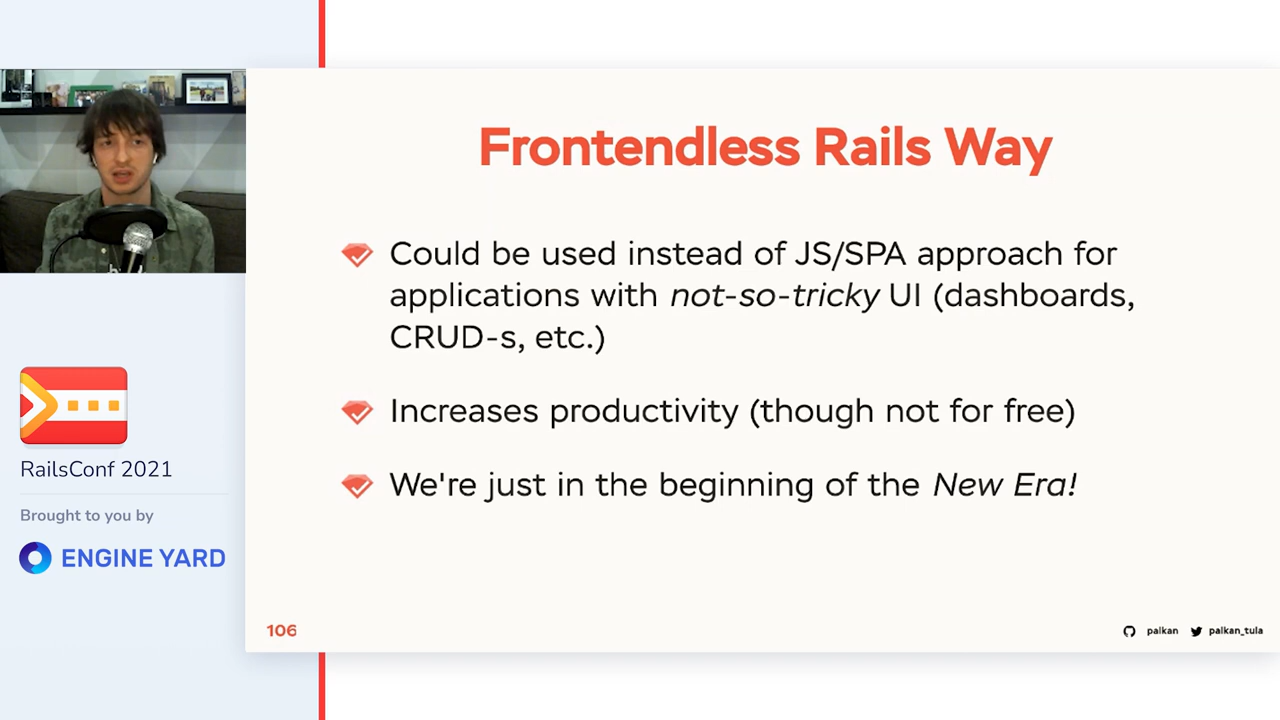 Frontendless Rails Way
Could be used instead of JS/SPA approach for
applications with not-so-tricky UI (dashboards,
CRUD-s, etc.)
Increases productivity (though not for free)
We're just in the beginning of the New Era!
RailsConf 2021
Brought to you by
ENGINE YARD
106
palkan palkan_tula